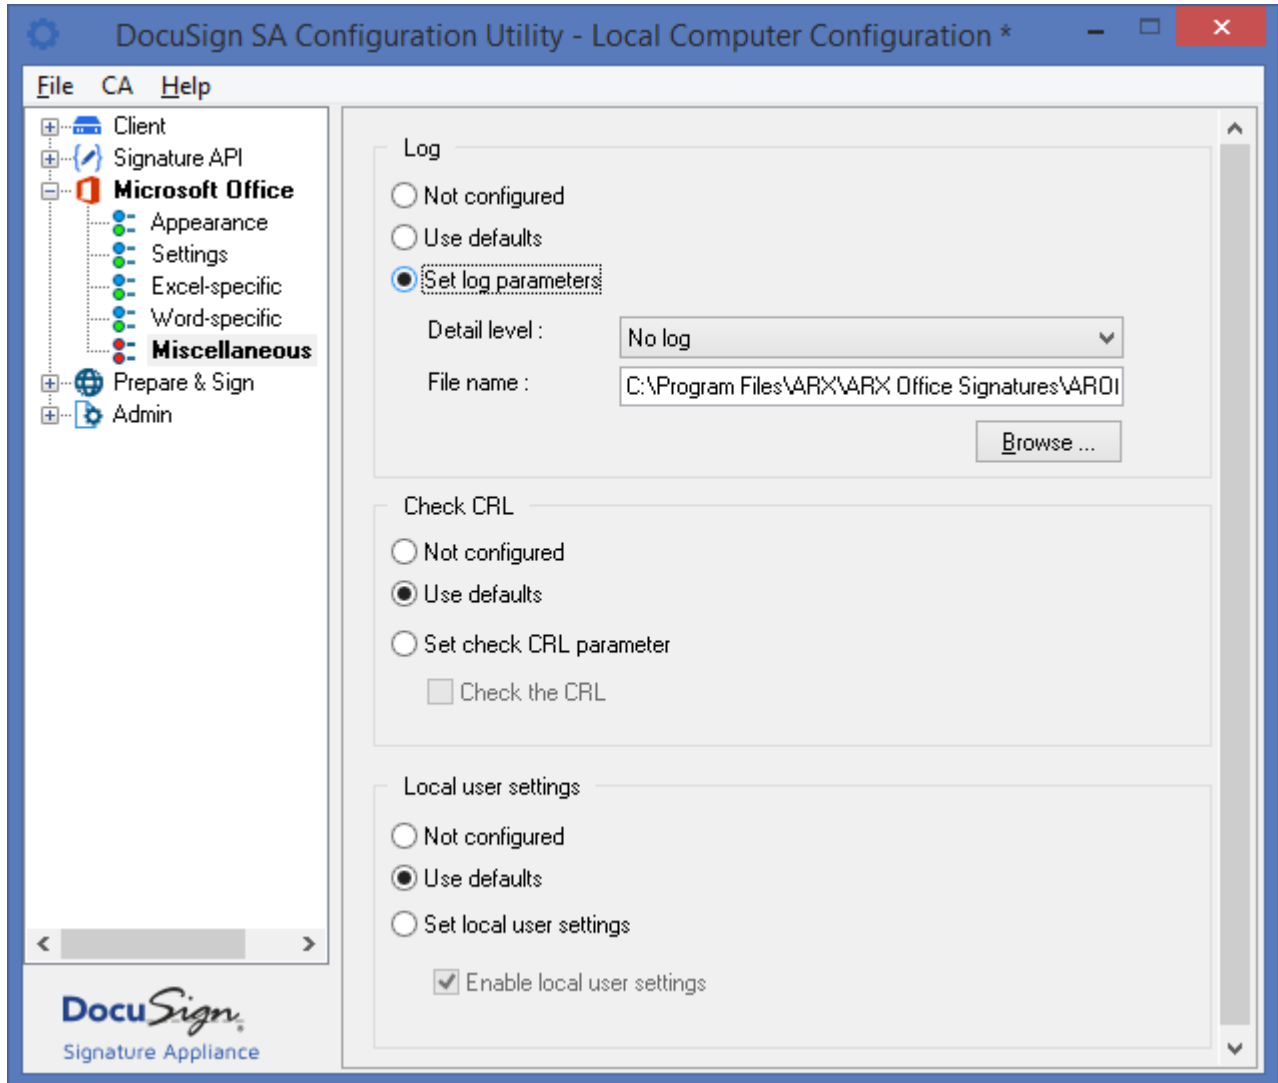 DocuSign SA Configuration Utility - Local Computer Configuration *
File CA Help
Client
Signature API
Microsoft Office
Appearance
Settings
Excel-specific
Word-specific
Miscellaneous
Prepare & Sign
Admin
DocuSign
Signature Appliance
Log
Not configured
Use defaults
Set log parameters
Detail level : No log
File name : C:\Program Files\ARX\ARX Office Signatures\ARO
Browse ...
Check CRL
Not configured
Use defaults
Set check CRL parameter
Check the CRL
Local user settings
Not configured
Use defaults
Set local user settings
Enable local user settings